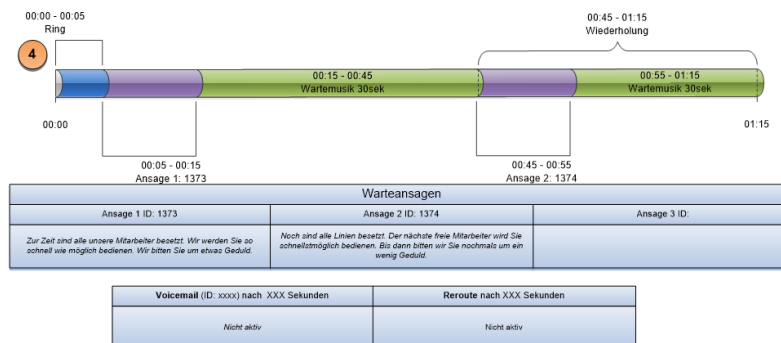 00:00 - 00:05
Ring
00:45 - 01:15
Wiederholung
4
00:15 - 00:45
Wartemusik 30sek
00:55 - 01:15
Wartemusik 30sek
00:00
01:15
00:05 - 00:15
Ansage 1: 1373
00:45 - 00:55
Ansage 2: 1374
Warteansagen
Ansage 1 ID: 1373
Ansage 2 ID: 1374
Ansage 3 ID:
Zur Zeit sind alle unsere Mitarbeiter besetzt. Wir werden Sie so
schnell wie möglich bedienen. Wir bitten Sie um etwas Geduld.
Noch sind alle Linien besetzt. Der nächste freie Mitarbeiter wird Sie
schnellstmöglich bedienen. Bis dann bitten wir Sie nochmals um ein
wenig Geduld.
Voicemail (ID: xxxx) nach XXX Sekunden
Reroute nach XXX Sekunden
Nicht aktiv
Nicht aktiv